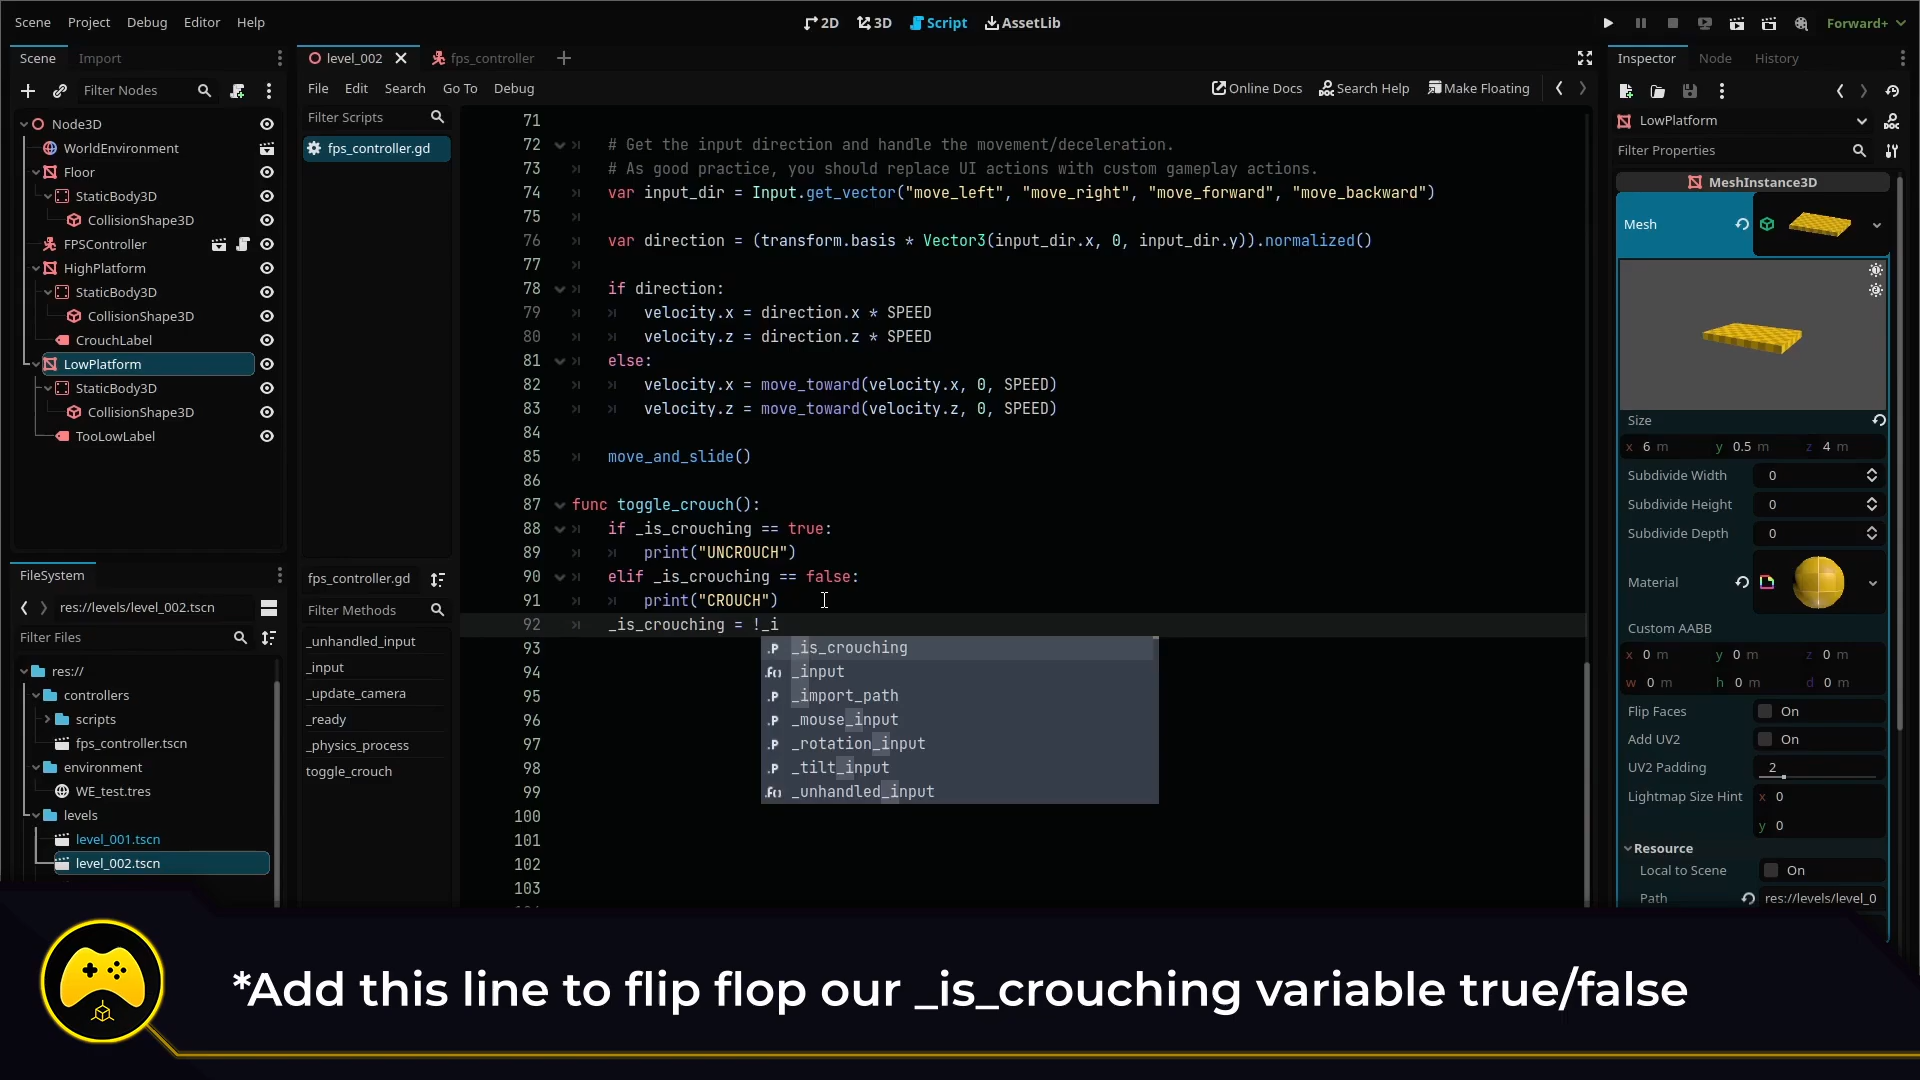 Scene Project Debug Editor Help
2D 3D Script AssetLib
Forward+
Scene Import
Filter Nodes
Node3D
WorldEnvironment
Floor
StaticBody3D
CollisionShape3D
FPSController
HighPlatform
StaticBody3D
CollisionShape3D
CrouchLabel
LowPlatform
StaticBody3D
CollisionShape3D
TooLowLabel
FileSystem
res://levels/level_002.tscn
Filter Files
res://
controllers
scripts
fps_controller.tscn
environment
WE_test.tres
levels
level_001.tscn
level_002.tscn
level_002 fps_controller
File Edit Search Go To Debug
Online Docs Search Help Make Floating
Filter Scripts
fps_controller.gd
fps_controller.gd
Filter Methods
_unhandled_input
_input
_update_camera
_ready
_physics_process
toggle_crouch
71
72 # Get the input direction and handle the movement/deceleration.
73 # As good practice, you should replace UI actions with custom gameplay actions.
74 var input_dir = Input.get_vector("move_left", "move_right", "move_forward", "move_backward")
75
76 var direction = (transform.basis * Vector3(input_dir.x, 0, input_dir.y)).normalized()
77
78 if direction:
79 velocity.x = direction.x * SPEED
80 velocity.z = direction.z * SPEED
81 else:
82 velocity.x = move_toward(velocity.x, 0, SPEED)
83 velocity.z = move_toward(velocity.z, 0, SPEED)
84
85 move_and_slide()
86
87 func toggle_crouch():
88 if _is_crouching == true:
89 print("UNCROUCH")
90 elif _is_crouching == false:
91 print("CROUCH")
92 _is_crouching = !_i
93 .P _is_crouching
94 .f() _input
95 .P _import_path
96 .P _mouse_input
97 .P _rotation_input
98 .P _tilt_input
99 .f() _unhandled_input
100
101
102
103
Inspector Node History
LowPlatform
Filter Properties
MeshInstance3D
Mesh
Size
x 6 m y 0.5 m z 4 m
Subdivide Width 0
Subdivide Height 0
Subdivide Depth 0
Material
Custom AABB
x 0 m y 0 m z 0 m
w 0 m h 0 m d 0 m
Flip Faces On
Add UV2 On
UV2 Padding 2
Lightmap Size Hint x 0
y 0
Resource
Local to Scene On
Path res://levels/level_0
*Add this line to flip flop our _is_crouching variable true/false